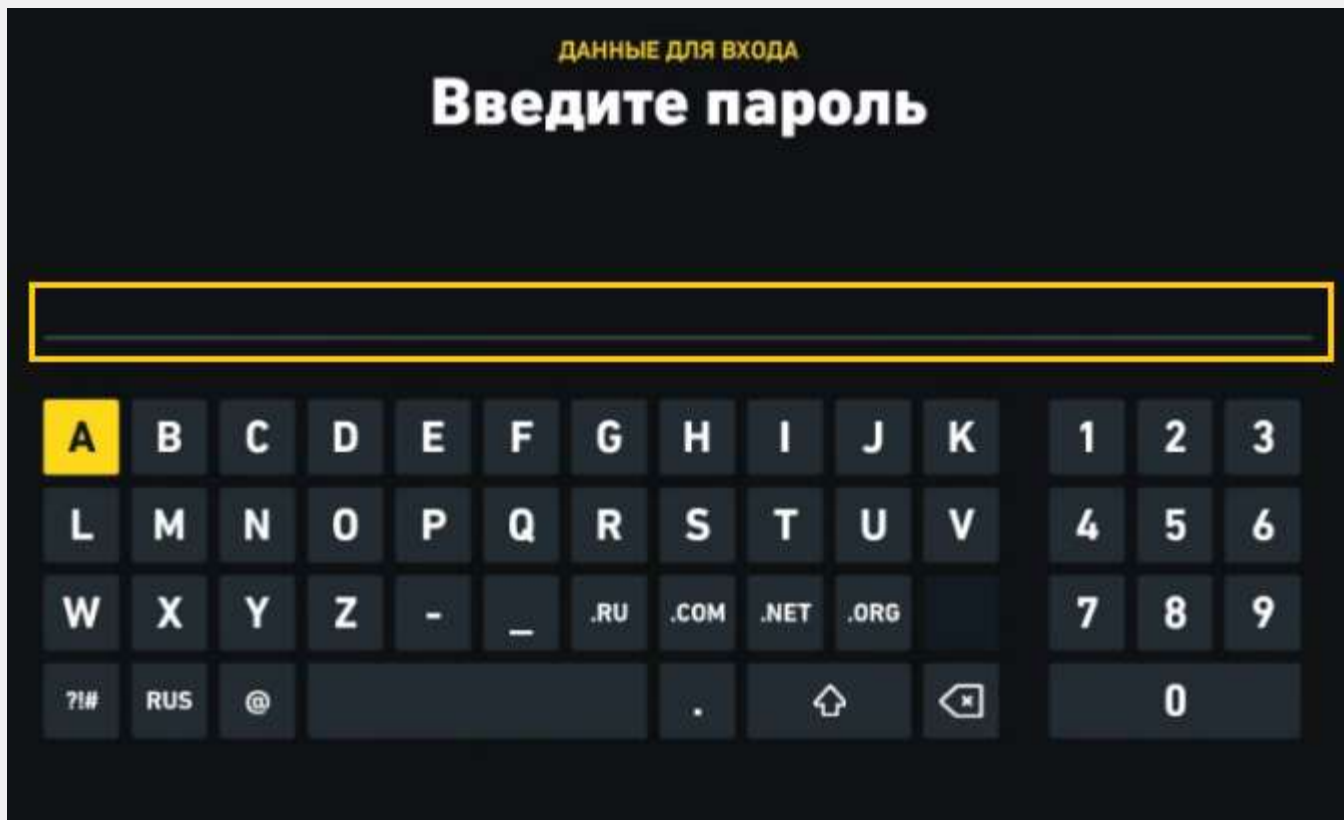 ДАННЫЕ ДЛЯ ВХОДА
Введите пароль
A B C D E F G H I J K 1 2 3
L M N O P Q R S T U V 4 5 6
W X Y Z - _ .RU .COM .NET .ORG 7 8 9
?!# RUS @ . 0